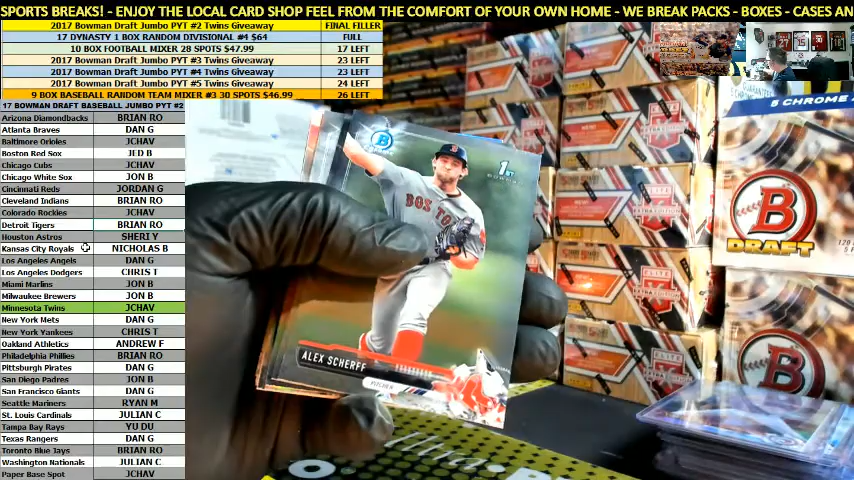 SPORTS BREAKS! - ENJOY THE LOCAL CARD SHOP FEEL FROM THE COMFORT OF YOUR OWN HOME - WE BREAK PACKS - BOXES - CASES AN
2017 Bowman Draft Jumbo PYT #2 Twins Giveaway FINAL FILLER
17 DYNASTY 1 BOX RANDOM DIVISIONAL #4 $64 FULL
10 BOX FOOTBALL MIXER 28 SPOTS $47.99 17 LEFT
2017 Bowman Draft Jumbo PYT #3 Twins Giveaway 23 LEFT
2017 Bowman Draft Jumbo PYT #4 Twins Giveaway 23 LEFT
2017 Bowman Draft Jumbo PYT #5 Twins Giveaway 24 LEFT
9 BOX BASEBALL RANDOM TEAM MIXER #3 30 SPOTS $46.99 26 LEFT
17 BOWMAN DRAFT BASEBALL JUMBO PYT #2
Arizona Diamondbacks BRIAN RO
Atlanta Braves DAN G
Baltimore Orioles JCHAV
Boston Red Sox JED B
Chicago Cubs JCHAV
Chicago White Sox JON B
Cincinnati Reds JORDAN G
Cleveland Indians BRIAN RO
Colorado Rockies JCHAV
Detroit Tigers BRIAN RO
Houston Astros SHERI Y
Kansas City Royals NICHOLAS B
Los Angeles Angels DAN G
Los Angeles Dodgers CHRIS T
Miami Marlins JON B
Milwaukee Brewers JON B
Minnesota Twins JCHAV
New York Mets DAN G
New York Yankees CHRIS T
Oakland Athletics ANDREW F
Philadelphia Phillies BRIAN RO
Pittsburgh Pirates DAN G
San Diego Padres JON B
San Francisco Giants DAN G
Seattle Mariners RYAN M
St. Louis Cardinals JULIAN C
Tampa Bay Rays YU DU
Texas Rangers DAN G
Toronto Blue Jays BRIAN RO
Washington Nationals JULIAN C
Paper Base Spot JCHAV
1st
BOWMAN
BOSTON
ALEX SCHERFF
PITCHER
5 CHROME A
B
DRAFT
ELITE
EXTRA EDITION